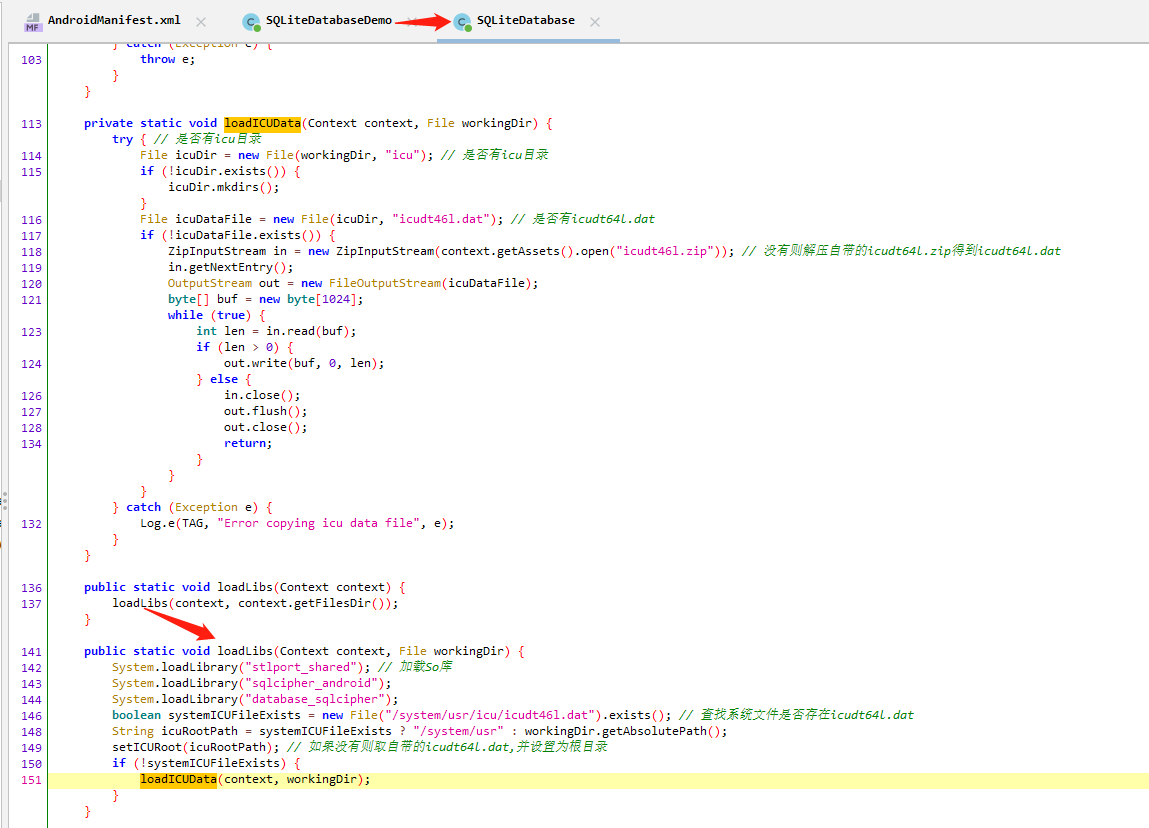 AndroidManifest.xml
SQLiteDatabaseDemo
SQLiteDatabase
MF
C
C
} catch (Exception e) {
103 throw e;
}
}
113 private static void loadICUData(Context context, File workingDir) {
try { // 是否有icu目录
114 File icuDir = new File(workingDir, "icu"); // 是否有icu目录
115 if (!icuDir.exists()) {
icuDir.mkdirs();
}
116 File icuDataFile = new File(icuDir, "icudt46l.dat"); // 是否有icudt64l.dat
117 if (!icuDataFile.exists()) {
118 ZipInputStream in = new ZipInputStream(context.getAssets().open("icudt46l.zip")); // 没有则解压自带的icudt64l.zip得到icudt64l.dat
119 in.getNextEntry();
120 OutputStream out = new FileOutputStream(icuDataFile);
121 byte[] buf = new byte[1024];
while (true) {
123 int len = in.read(buf);
if (len > 0) {
124 out.write(buf, 0, len);
} else {
126 in.close();
127 out.flush();
128 out.close();
134 return;
}
}
}
} catch (Exception e) {
132 Log.e(TAG, "Error copying icu data file", e);
}
}
136 public static void loadLibs(Context context) {
137 loadLibs(context, context.getFilesDir());
}
141 public static void loadLibs(Context context, File workingDir) {
142 System.loadLibrary("stlport_shared"); // 加载So库
143 System.loadLibrary("sqlcipher_android");
144 System.loadLibrary("database_sqlcipher");
146 boolean systemICUFileExists = new File("/system/usr/icu/icudt46l.dat").exists(); // 查找系统文件是否存在icudt64l.dat
148 String icuRootPath = systemICUFileExists ? "/system/usr" : workingDir.getAbsolutePath();
149 setICURoot(icuRootPath); // 如果没有则取自带的icudt64l.dat,并设置为根目录
150 if (!systemICUFileExists) {
151 loadICUData(context, workingDir);
}
}